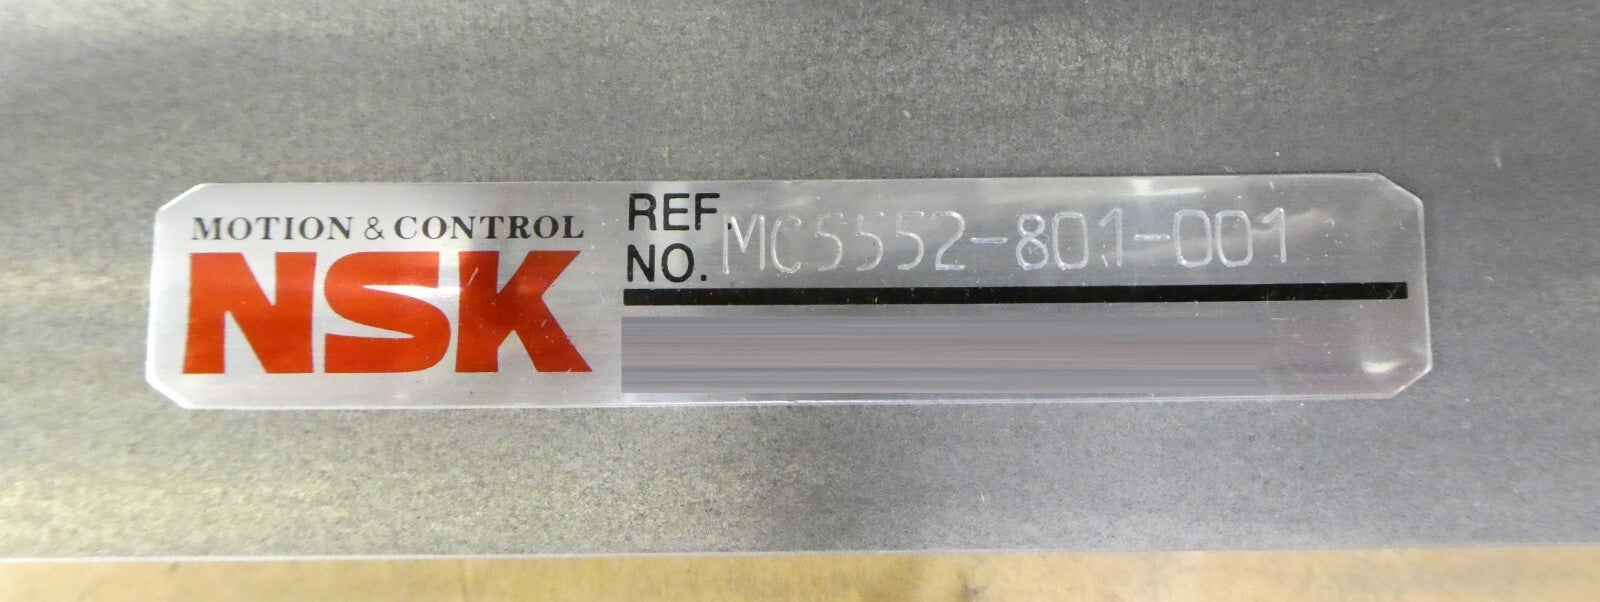 MOTION & CONTROL
NSK
REF.
NO. MC5552-801-001